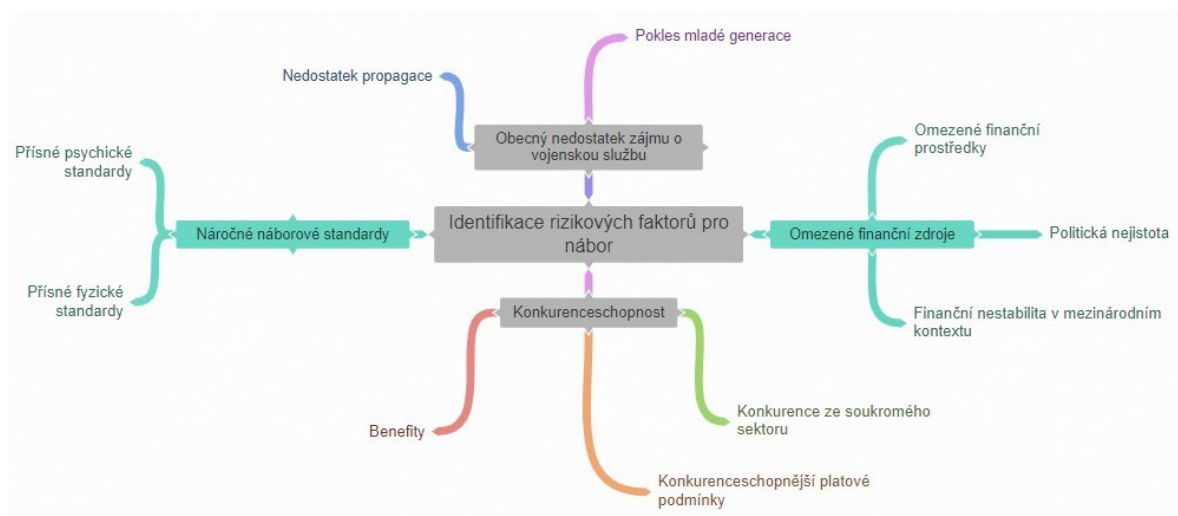 Pokles mladé generace
Nedostatek propagace
Obecný nedostatek zájmu o
vojenskou službu
Omezené finanční
prostředky
Přísné psychické
standardy
Náročné náborové standardy
Identifikace rizikových faktorů pro
nábor
Omezené finanční zdroje
Politická nejistota
Přísné fyzické
standardy
Konkurenceschopnost
Finanční nestabilita v mezinárodním
kontextu
Benefity
Konkurence ze soukromého
sektoru
Konkurenceschopnější platové
podmínky